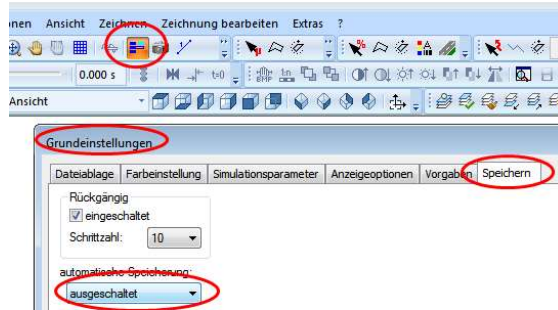 nen Ansicht Zeichnen Zeichnung bearbeiten Extras ?
0.000 s t=0
Ansicht
Grundeinstellungen
Dateiablage Farbeinstellung Simulationsparameter Anzeigeoptionen Vorgaben Speichern
Rückgängig
eingeschaltet
Schrittzahl: 10
automatische Speicherung:
ausgeschaltet